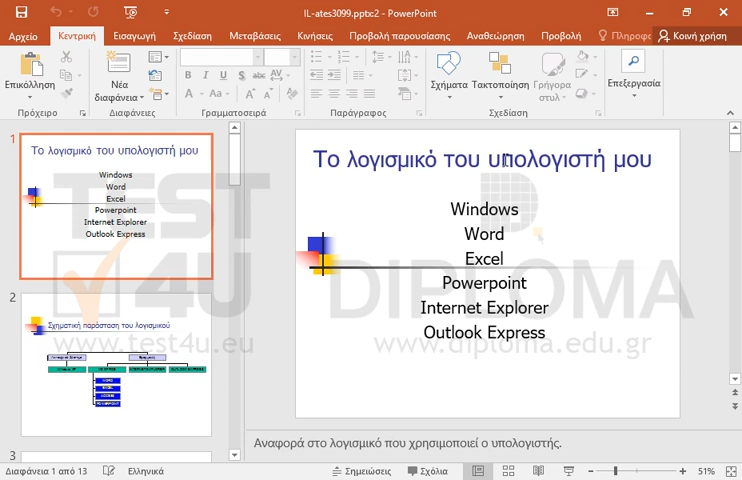 IL-ates3099.pptx2 - PowerPoint
Αρχείο Κεντρική Εισαγωγή Σχεδίαση Μεταβάσεις Κινήσεις Προβολή παρουσίασης Αναθεώρηση Προβολή Πληροφο Κοινή χρήση
Επικόλληση
Νέα διαφάνεια
Σχήματα Τακτοποίηση Γρήγορα στυλ
Επεξεργασία
Πρόχειρο Διαφάνειες Γραμματοσειρά Παράγραφος Σχεδίαση
1
Το λογισμικό του υπολογιστή μου
Windows
Word
Excel
Powerpoint
Internet Explorer
Outlook Express
2
Σχηματική παράσταση του λογισμικού
3
Το λογισμικό του υπολογιστή μου
Windows
Word
Excel
Powerpoint
Internet Explorer
Outlook Express
TEST4U
www.test4u.eu
DIPLOMA
www.diploma.edu.gr
Αναφορά στο λογισμικό που χρησιμοποιεί ο υπολογιστής.
Διαφάνεια 1 από 13 Ελληνικά Σημειώσεις Σχόλια 51%